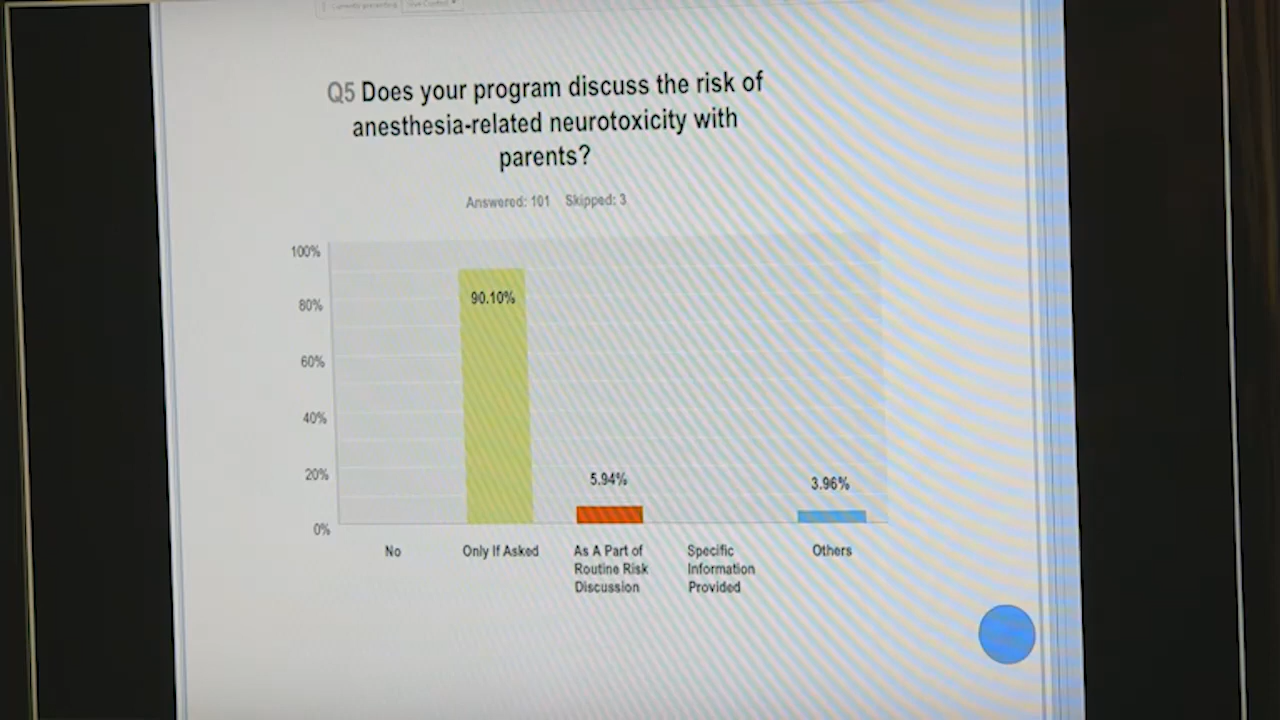 Currently presenting
Q5 Does your program discuss the risk of
anesthesia-related neurotoxicity with
parents?
Answered: 101 Skipped: 3
100%
80%
60%
40%
20%
0%
90.10%
5.94%
3.96%
No
Only If Asked
As A Part of
Routine Risk
Discussion
Specific
Information
Provided
Others